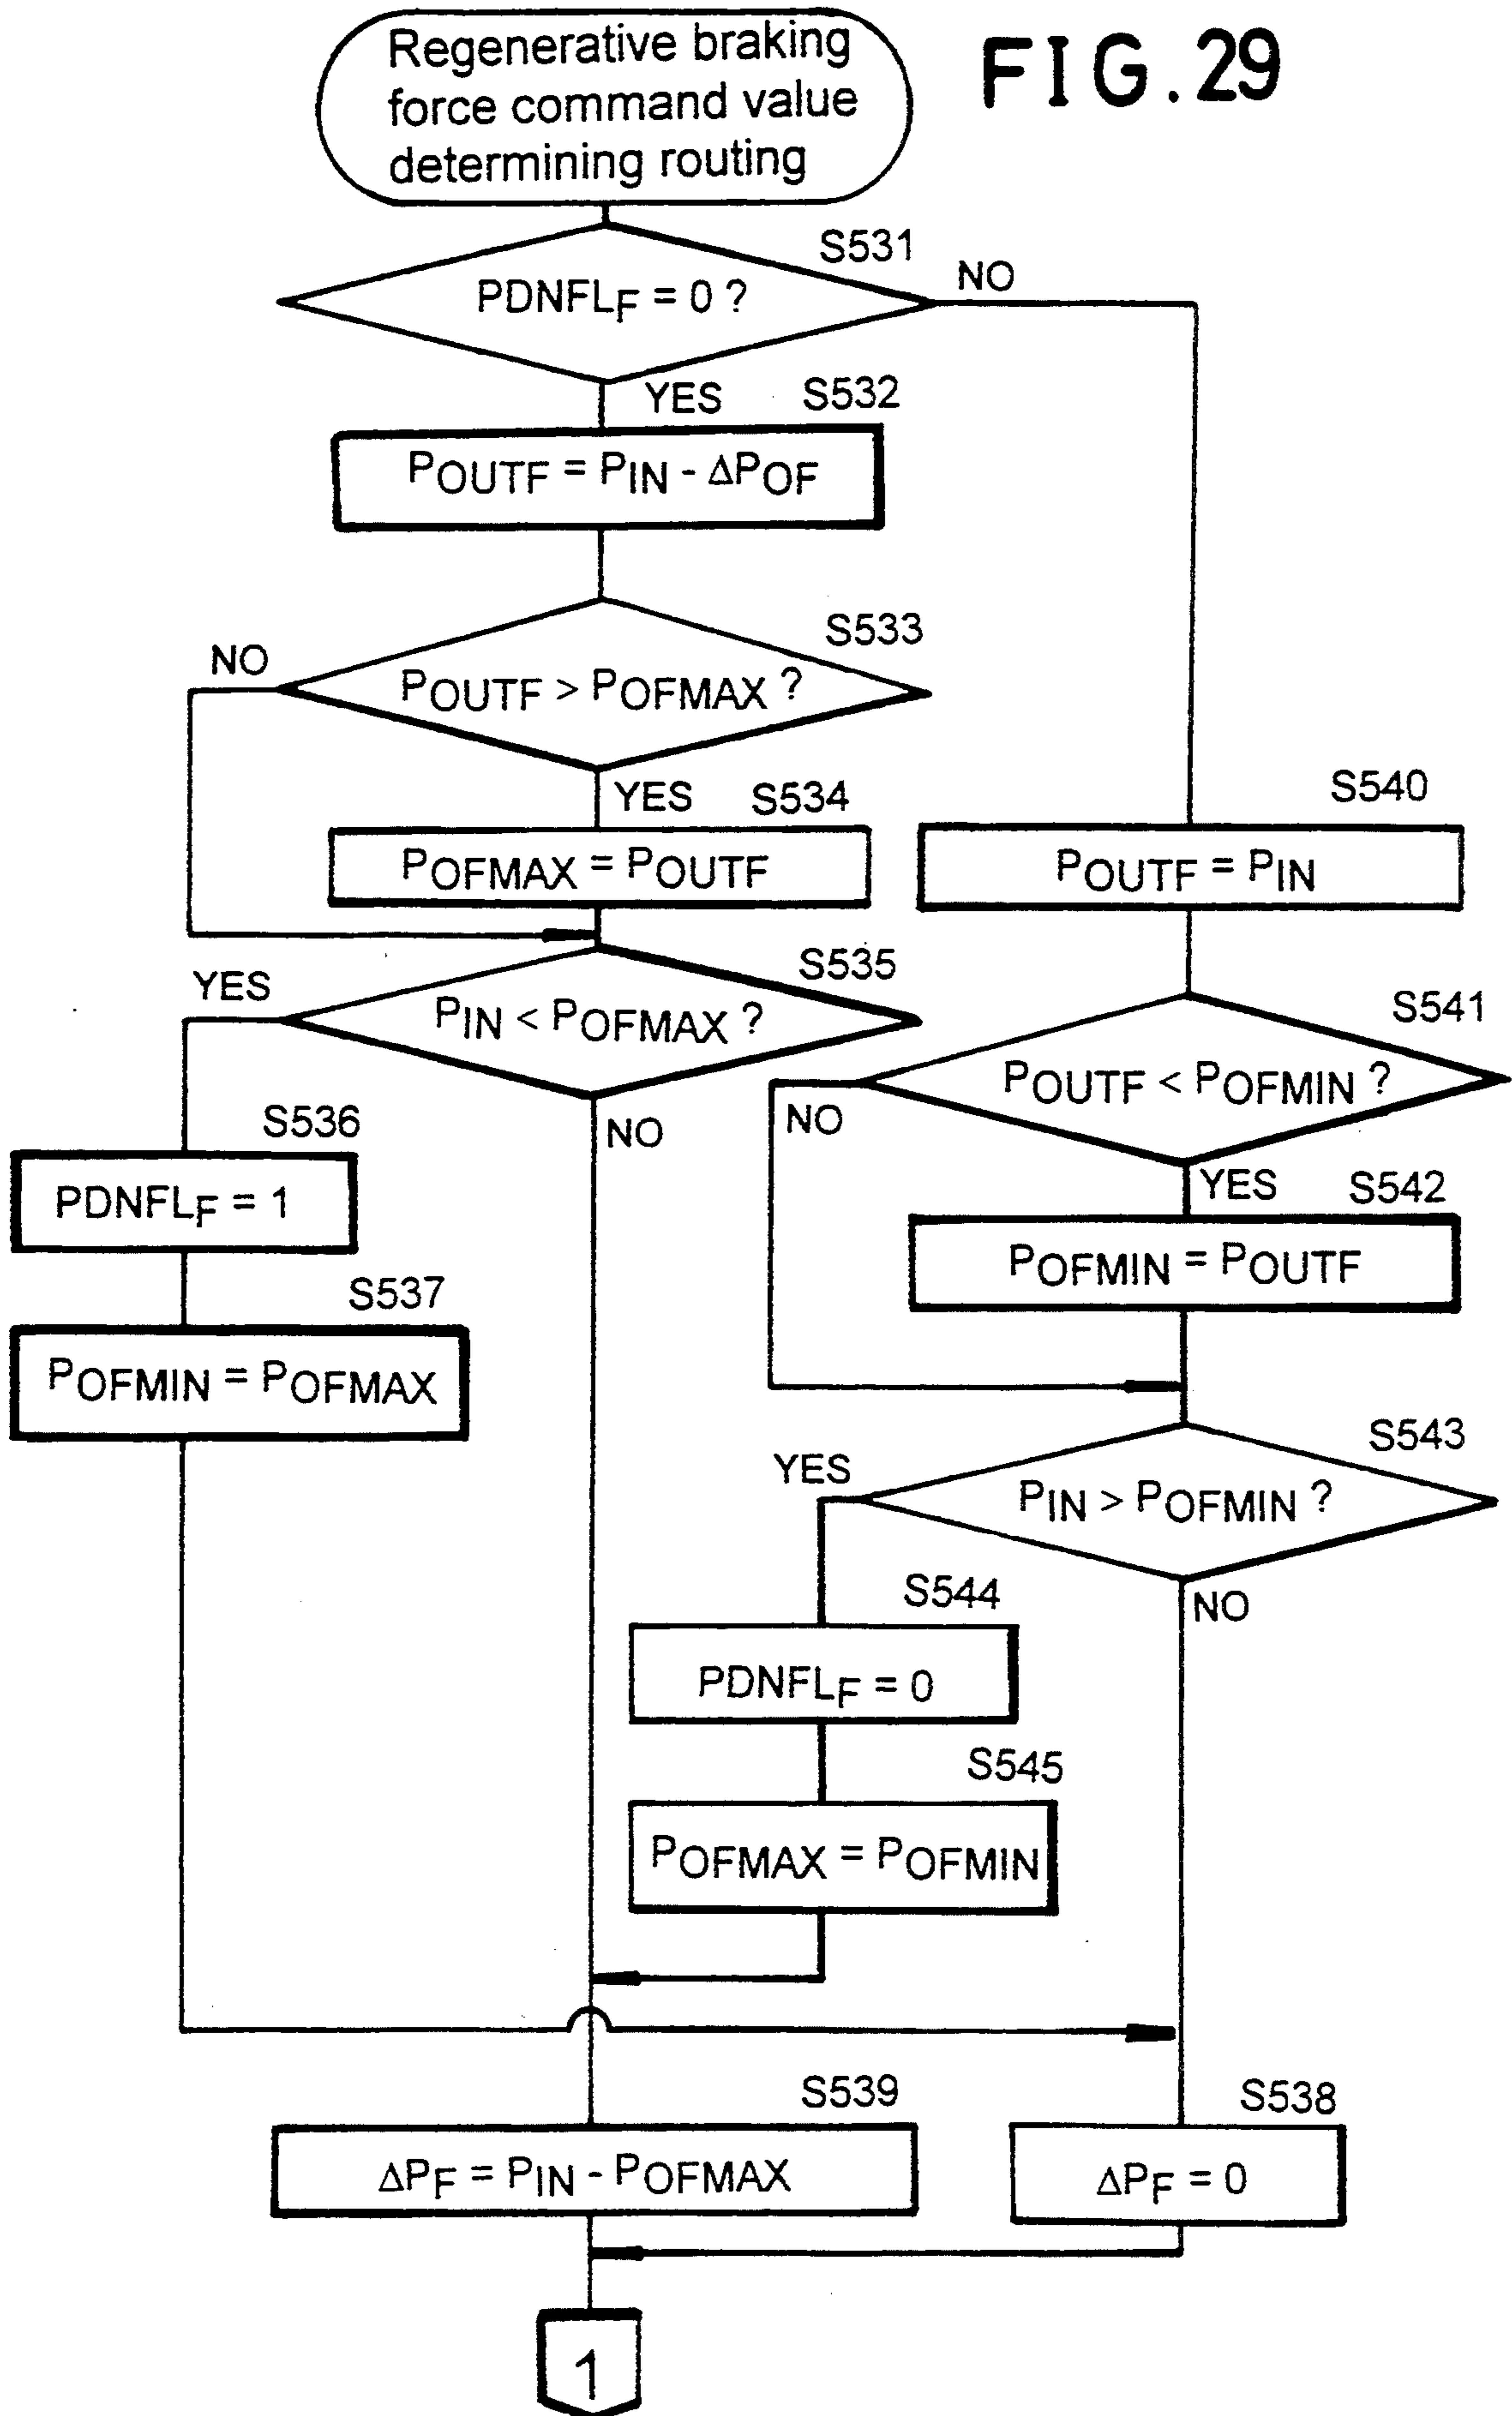 Regenerative braking
force command value
determining routing
FIG. 29
S531
PDNFLF = 0 ?
NO
YES
S532
POUTF = PIN - ΔPOF
S533
NO
POUTF > POFMAX ?
YES
S534
POFMAX = POUTF
S540
POUTF = PIN
S535
YES
PIN < POFMAX ?
NO
S541
POUTF < POFMIN ?
NO
YES
S536
PDNFLF = 1
S542
POFMIN = POUTF
S537
POFMIN = POFMAX
S543
YES
PIN > POFMIN ?
NO
S544
PDNFLF = 0
S545
POFMAX = POFMIN
S539
ΔPF = PIN - POFMAX
S538
ΔPF = 0
1